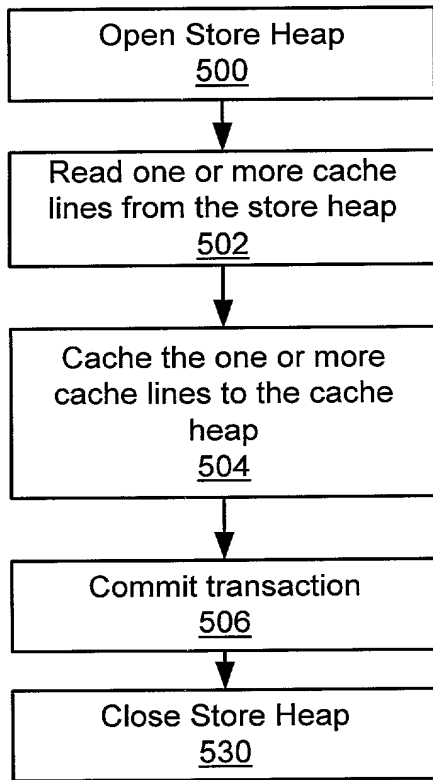 Open Store Heap
500
Read one or more cache
lines from the store heap
502
Cache the one or more
cache lines to the cache
heap
504
Commit transaction
506
Close Store Heap
530